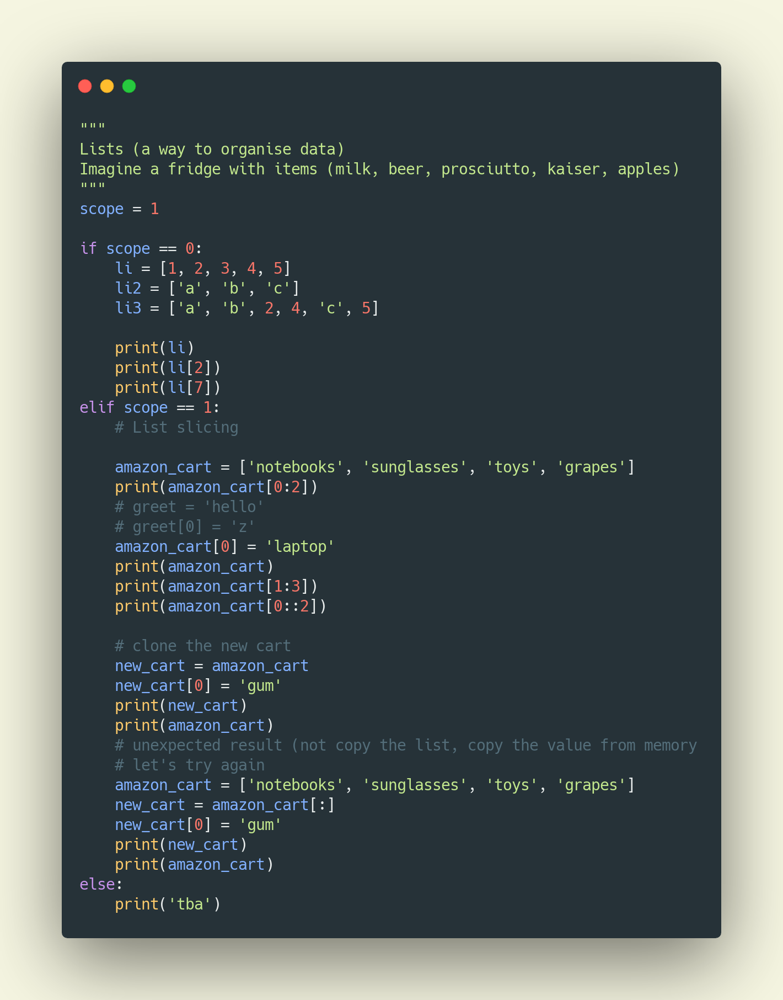 """
Lists (a way to organise data)
Imagine a fridge with items (milk, beer, prosciutto, kaiser, apples)
"""
scope = 1

if scope == 0:
    li = [1, 2, 3, 4, 5]
    li2 = ['a', 'b', 'c']
    li3 = ['a', 'b', 2, 4, 'c', 5]

    print(li)
    print(li[2])
    print(li[7])
elif scope == 1:
    # List slicing

    amazon_cart = ['notebooks', 'sunglasses', 'toys', 'grapes']
    print(amazon_cart[0:2])
    # greet = 'hello'
    # greet[0] = 'z'
    amazon_cart[0] = 'laptop'
    print(amazon_cart)
    print(amazon_cart[1:3])
    print(amazon_cart[0::2])

    # clone the new cart
    new_cart = amazon_cart
    new_cart[0] = 'gum'
    print(new_cart)
    print(amazon_cart)
    # unexpected result (not copy the list, copy the value from memory
    # let's try again
    amazon_cart = ['notebooks', 'sunglasses', 'toys', 'grapes']
    new_cart = amazon_cart[:]
    new_cart[0] = 'gum'
    print(new_cart)
    print(amazon_cart)
else:
    print('tba')